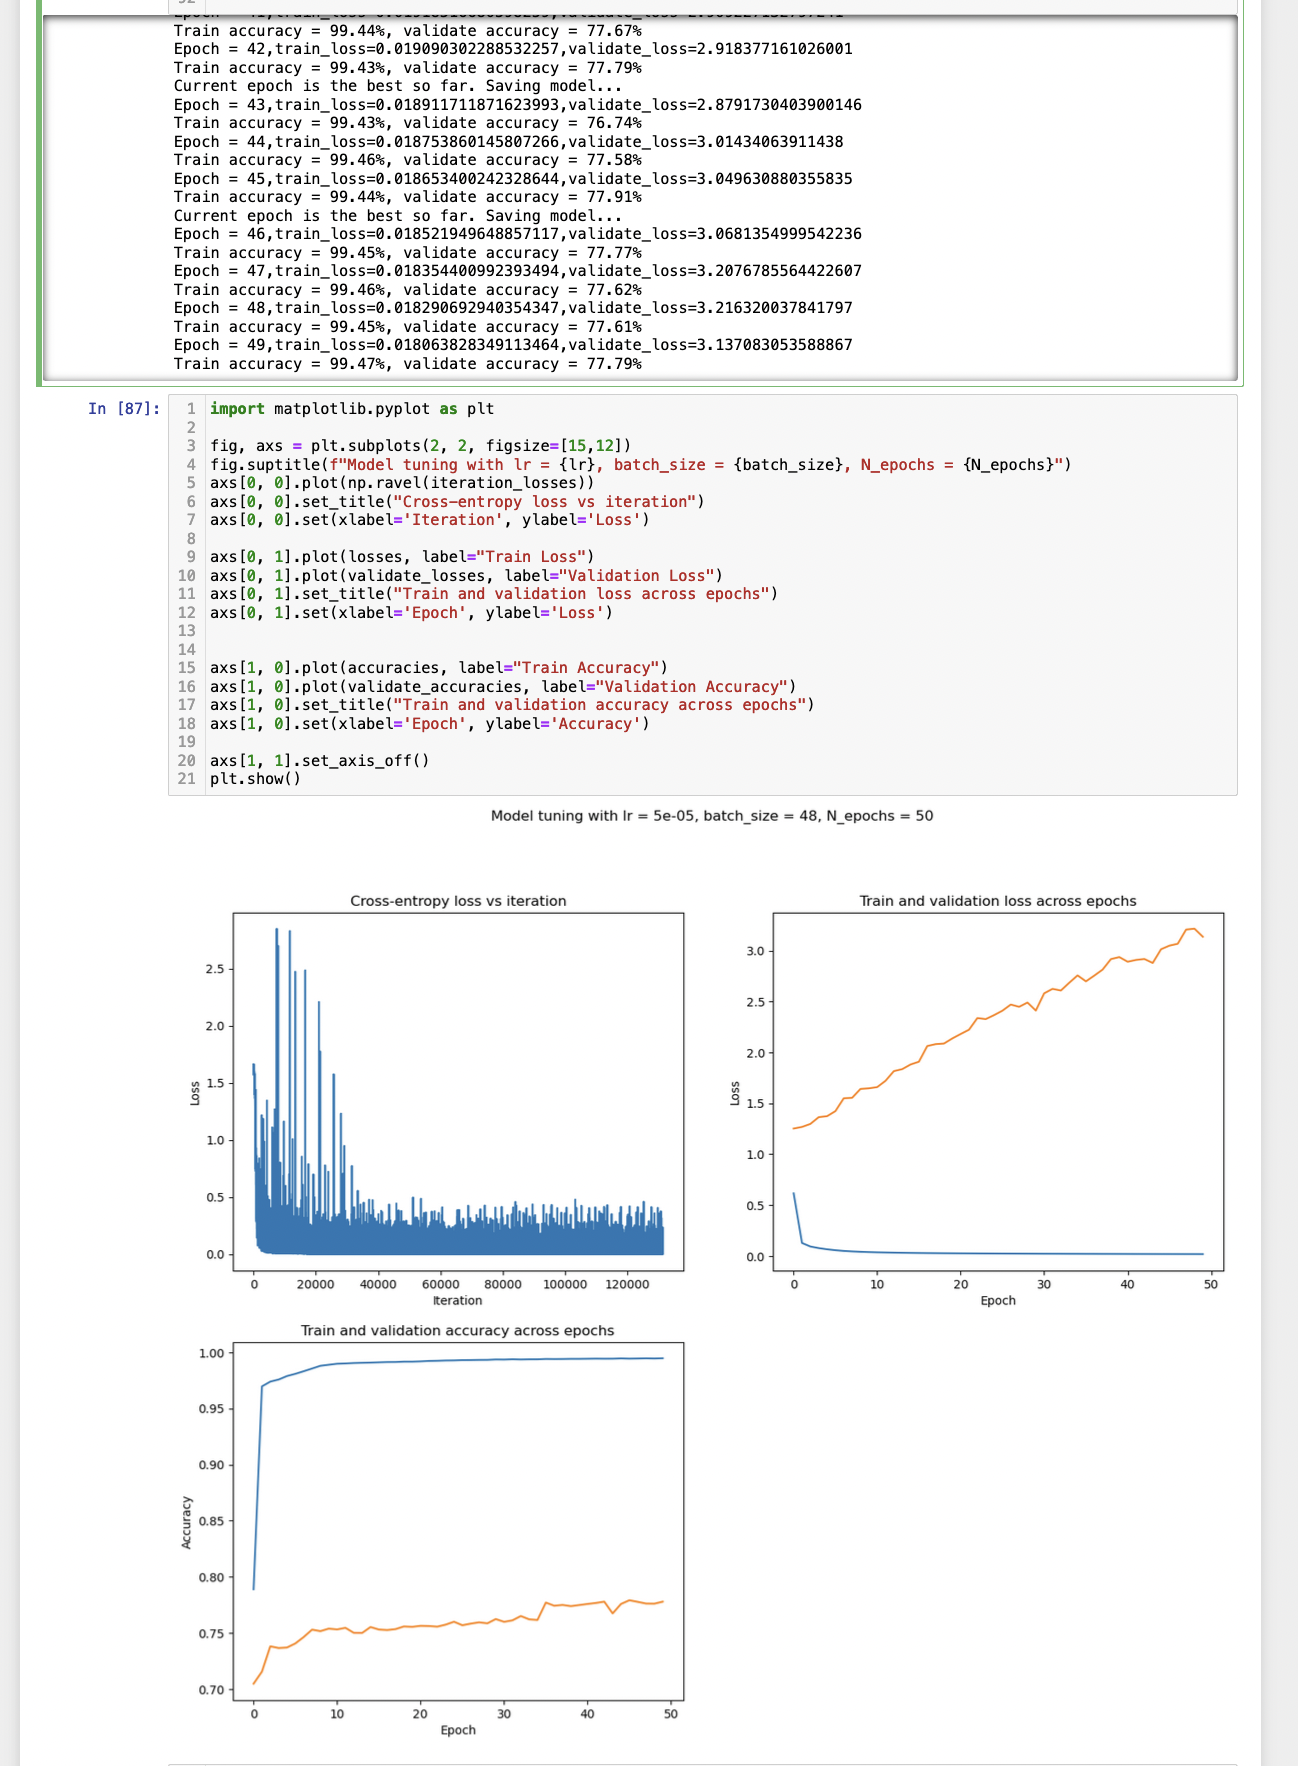 Train accuracy = 99.44%, validate accuracy = 77.67%
Epoch = 42,train_loss=0.019090302288532257,validate_loss=2.918377161026001
Train accuracy = 99.43%, validate accuracy = 77.79%
Current epoch is the best so far. Saving model...
Epoch = 43,train_loss=0.018911711871623993,validate_loss=2.8791730403900146
Train accuracy = 99.43%, validate accuracy = 76.74%
Epoch = 44,train_loss=0.018753860145807266,validate_loss=3.01434063911438
Train accuracy = 99.46%, validate accuracy = 77.58%
Epoch = 45,train_loss=0.018653400242328644,validate_loss=3.049630880355835
Train accuracy = 99.44%, validate accuracy = 77.91%
Current epoch is the best so far. Saving model...
Epoch = 46,train_loss=0.018521949648857117,validate_loss=3.0681354999542236
Train accuracy = 99.45%, validate accuracy = 77.77%
Epoch = 47,train_loss=0.018354400992393494,validate_loss=3.2076785564422607
Train accuracy = 99.46%, validate accuracy = 77.62%
Epoch = 48,train_loss=0.018290692940354347,validate_loss=3.216320037841797
Train accuracy = 99.45%, validate accuracy = 77.61%
Epoch = 49,train_loss=0.018063828349113464,validate_loss=3.137083053588867
Train accuracy = 99.47%, validate accuracy = 77.79%
In [87]:
1 import matplotlib.pyplot as plt
2
3 fig, axs = plt.subplots(2, 2, figsize=[15,12])
4 fig.suptitle(f"Model tuning with lr = {lr}, batch_size = {batch_size}, N_epochs = {N_epochs}")
5 axs[0, 0].plot(np.ravel(iteration_losses))
6 axs[0, 0].set_title("Cross-entropy loss vs iteration")
7 axs[0, 0].set(xlabel='Iteration', ylabel='Loss')
8
9 axs[0, 1].plot(losses, label="Train Loss")
10 axs[0, 1].plot(validate_losses, label="Validation Loss")
11 axs[0, 1].set_title("Train and validation loss across epochs")
12 axs[0, 1].set(xlabel='Epoch', ylabel='Loss')
13
14
15 axs[1, 0].plot(accuracies, label="Train Accuracy")
16 axs[1, 0].plot(validate_accuracies, label="Validation Accuracy")
17 axs[1, 0].set_title("Train and validation accuracy across epochs")
18 axs[1, 0].set(xlabel='Epoch', ylabel='Accuracy')
19
20 axs[1, 1].set_axis_off()
21 plt.show()
Model tuning with lr = 5e-05, batch_size = 48, N_epochs = 50
Cross-entropy loss vs iteration
2.5
2.0
1.5
1.0
0.5
0.0
Loss
0 20000 40000 60000 80000 100000 120000
Iteration
Train and validation loss across epochs
3.0
2.5
2.0
1.5
1.0
0.5
0.0
Loss
0 10 20 30 40 50
Epoch
Train and validation accuracy across epochs
1.00
0.95
0.90
0.85
0.80
0.75
0.70
Accuracy
0 10 20 30 40 50
Epoch